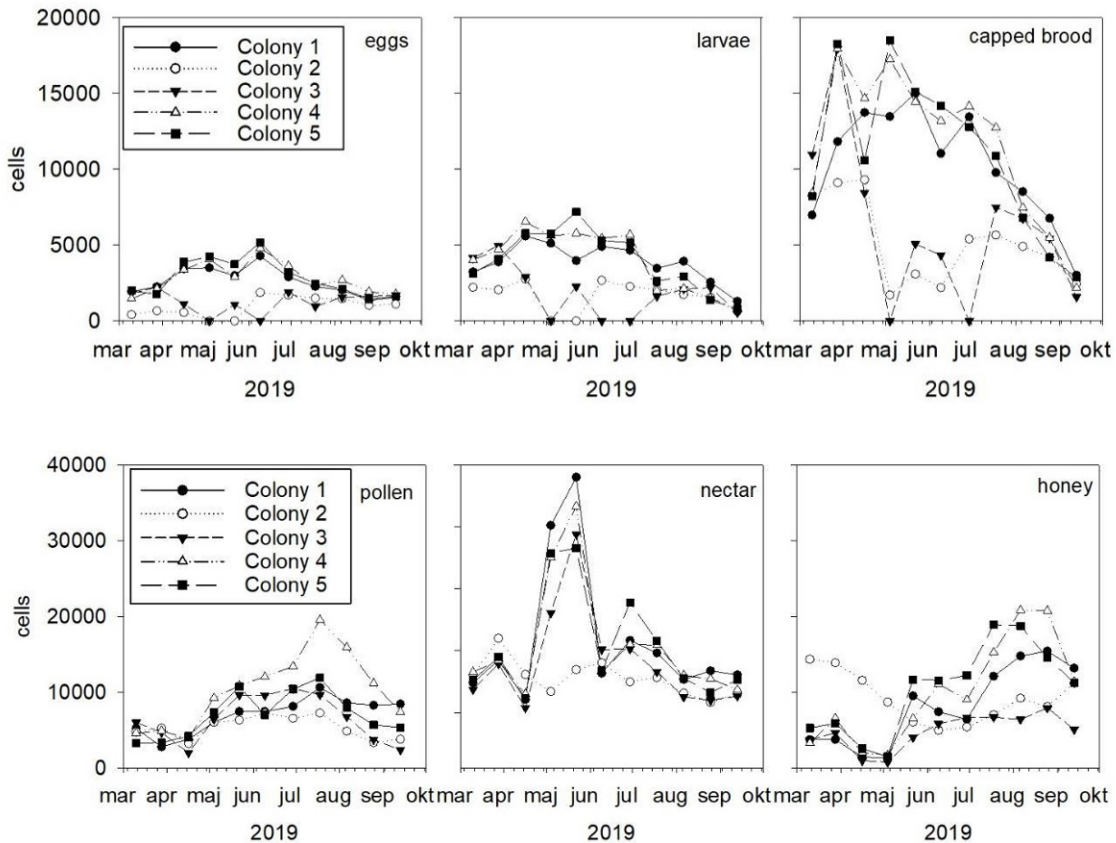 20000
15000
10000
5000
0
cells
Colony 1
Colony 2
Colony 3
Colony 4
Colony 5
eggs
larvae
capped brood
mar apr maj jun jul aug sep okt
mar apr maj jun jul aug sep okt
mar apr maj jun jul aug sep okt
2019
2019
2019
40000
30000
20000
10000
0
cells
Colony 1
Colony 2
Colony 3
Colony 4
Colony 5
pollen
nectar
honey
mar apr maj jun jul aug sep okt
mar apr maj jun jul aug sep okt
mar apr maj jun jul aug sep okt
2019
2019
2019